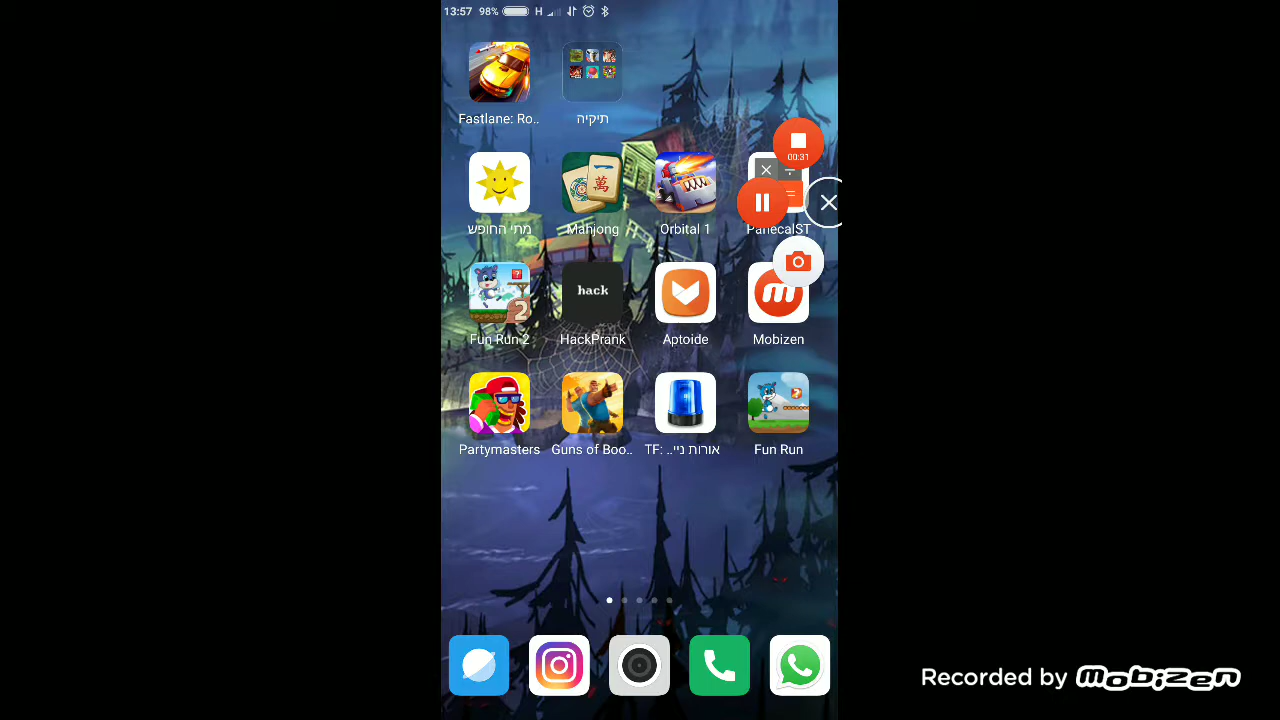 13:57 98% H
Fastlane: Ro..
תיקיה
00:31
מתי החופש
Mahjong
Orbital 1
PanecalST
hack
Fun Run 2
HackPrank
Aptoide
Mobizen
Partymasters
Guns of Boo..
TF: אורות ניי..
Fun Run
Recorded by Mobizen